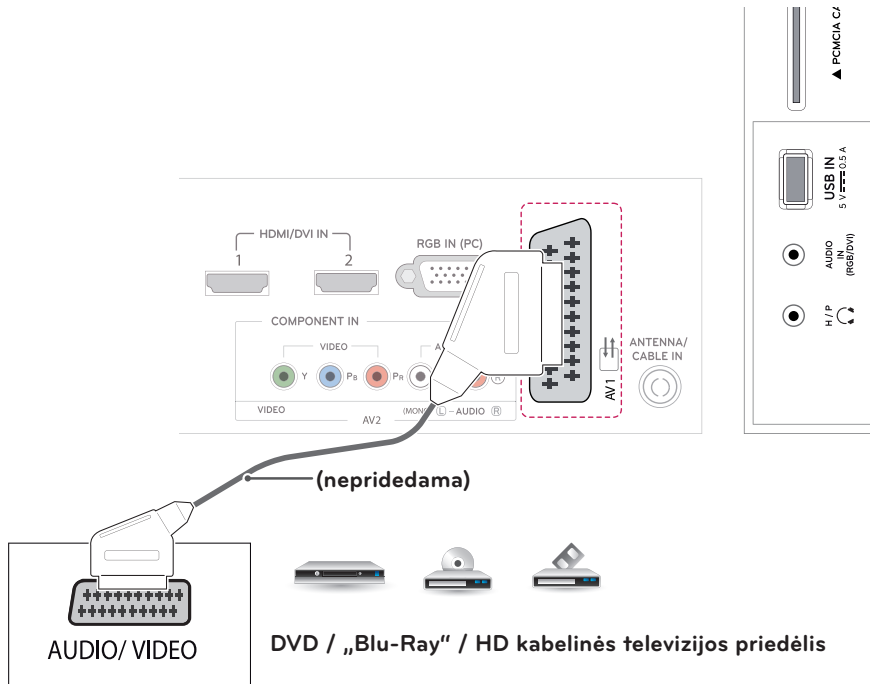 ▲ PCMCIA
USB IN
5 V 0.5 A
AUDIO
IN
(RGB/DVI)
H / P
HDMI/DVI IN
1 2
RGB IN (PC)
COMPONENT IN
VIDEO
Y PB PR R
VIDEO (MONO L – AUDIO R
AV2
AV1
ANTENNA/
CABLE IN
(nepridedama)
AUDIO/ VIDEO
DVD / „Blu-Ray“ / HD kabelinės televizijos priedėlis